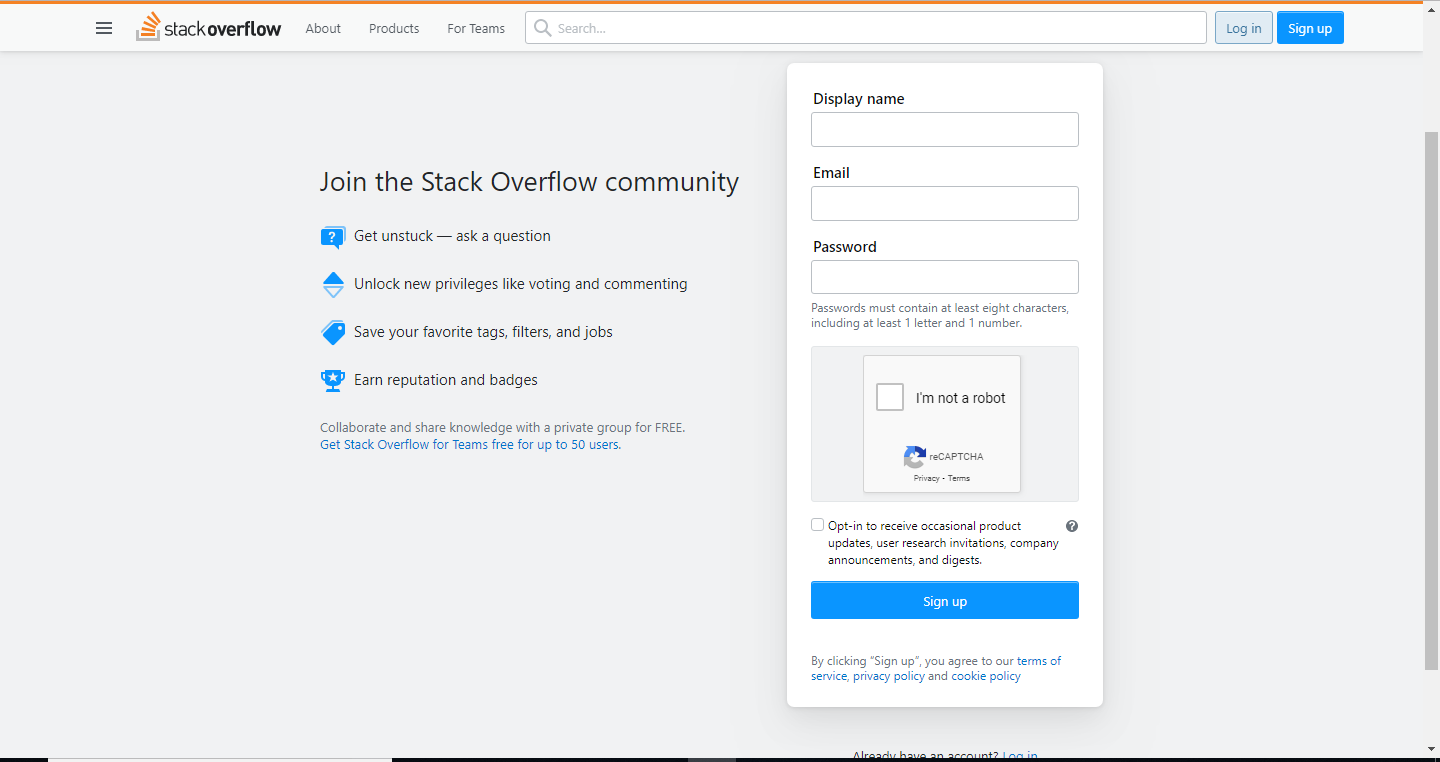 stack overflow About Products For Teams Search... Log in Sign up
Join the Stack Overflow community
? Get unstuck — ask a question
Unlock new privileges like voting and commenting
Save your favorite tags, filters, and jobs
Earn reputation and badges
Collaborate and share knowledge with a private group for FREE.
Get Stack Overflow for Teams free for up to 50 users.
Display name
Email
Password
Passwords must contain at least eight characters,
including at least 1 letter and 1 number.
I'm not a robot
reCAPTCHA
Privacy - Terms
Opt-in to receive occasional product ?
updates, user research invitations, company
announcements, and digests.
Sign up
By clicking “Sign up”, you agree to our terms of
service, privacy policy and cookie policy
Already have an account? Log in